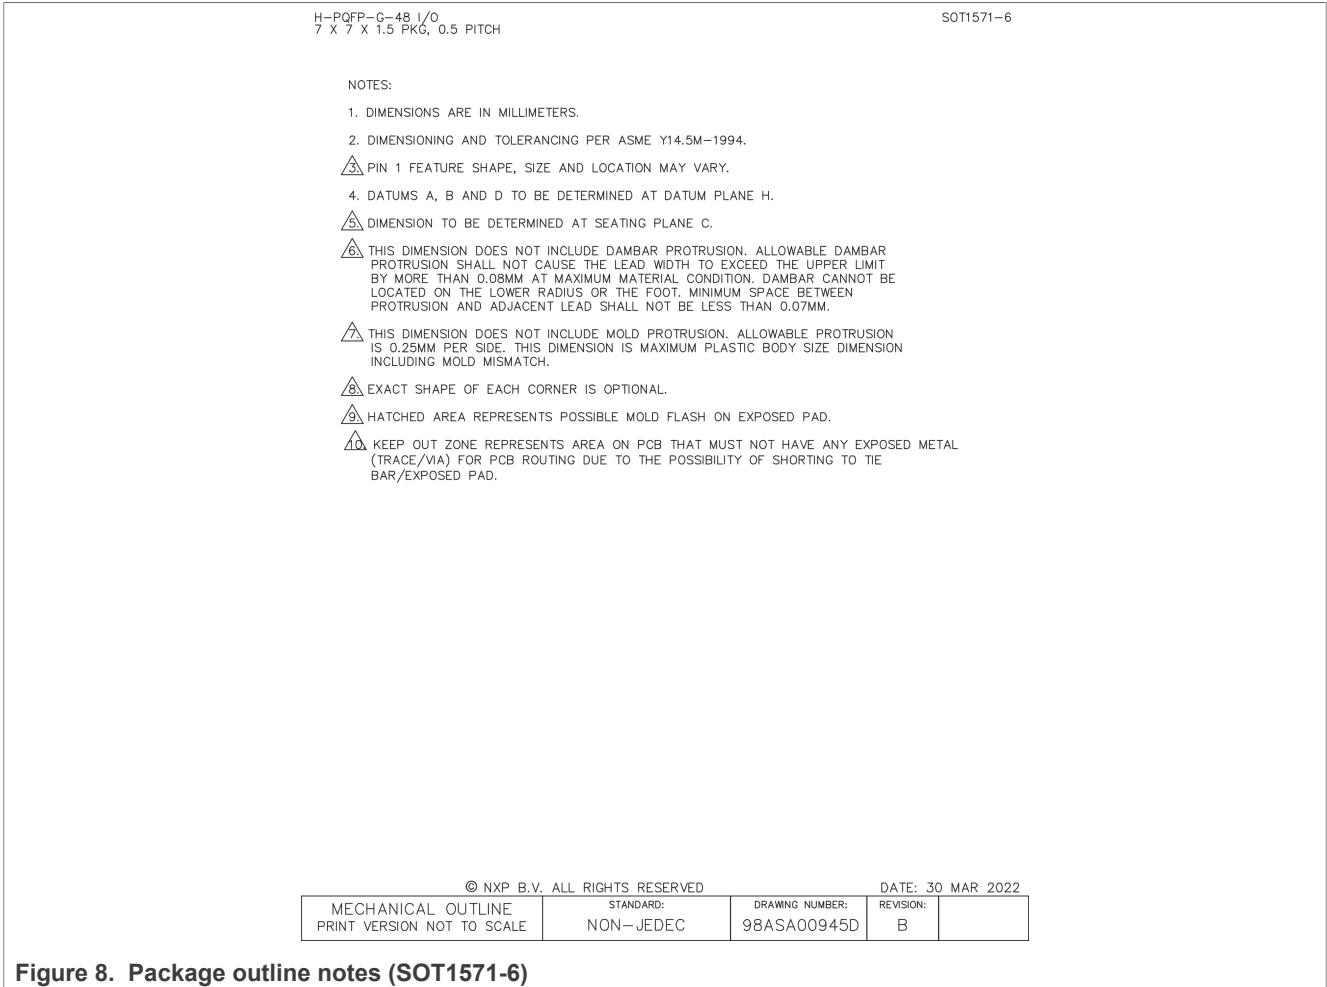 H-PQFP-G-48 I/O
7 X 7 X 1.5 PKG, 0.5 PITCH
SOT1571-6
NOTES:
1. DIMENSIONS ARE IN MILLIMETERS.
2. DIMENSIONING AND TOLERANCING PER ASME Y14.5M-1994.
3. PIN 1 FEATURE SHAPE, SIZE AND LOCATION MAY VARY.
4. DATUMS A, B AND D TO BE DETERMINED AT DATUM PLANE H.
5. DIMENSION TO BE DETERMINED AT SEATING PLANE C.
6. THIS DIMENSION DOES NOT INCLUDE DAMBAR PROTRUSION. ALLOWABLE DAMBAR
PROTRUSION SHALL NOT CAUSE THE LEAD WIDTH TO EXCEED THE UPPER LIMIT
BY MORE THAN 0.08MM AT MAXIMUM MATERIAL CONDITION. DAMBAR CANNOT BE
LOCATED ON THE LOWER RADIUS OR THE FOOT. MINIMUM SPACE BETWEEN
PROTRUSION AND ADJACENT LEAD SHALL NOT BE LESS THAN 0.07MM.
7. THIS DIMENSION DOES NOT INCLUDE MOLD PROTRUSION. ALLOWABLE PROTRUSION
IS 0.25MM PER SIDE. THIS DIMENSION IS MAXIMUM PLASTIC BODY SIZE DIMENSION
INCLUDING MOLD MISMATCH.
8. EXACT SHAPE OF EACH CORNER IS OPTIONAL.
9. HATCHED AREA REPRESENTS POSSIBLE MOLD FLASH ON EXPOSED PAD.
10. KEEP OUT ZONE REPRESENTS AREA ON PCB THAT MUST NOT HAVE ANY EXPOSED METAL
(TRACE/VIA) FOR PCB ROUTING DUE TO THE POSSIBILITY OF SHORTING TO TIE
BAR/EXPOSED PAD.
© NXP B.V. ALL RIGHTS RESERVED
DATE: 30 MAR 2022
MECHANICAL OUTLINE
PRINT VERSION NOT TO SCALE
STANDARD:
NON-JEDEC
DRAWING NUMBER:
98ASA00945D
REVISION:
B
Figure 8. Package outline notes (SOT1571-6)